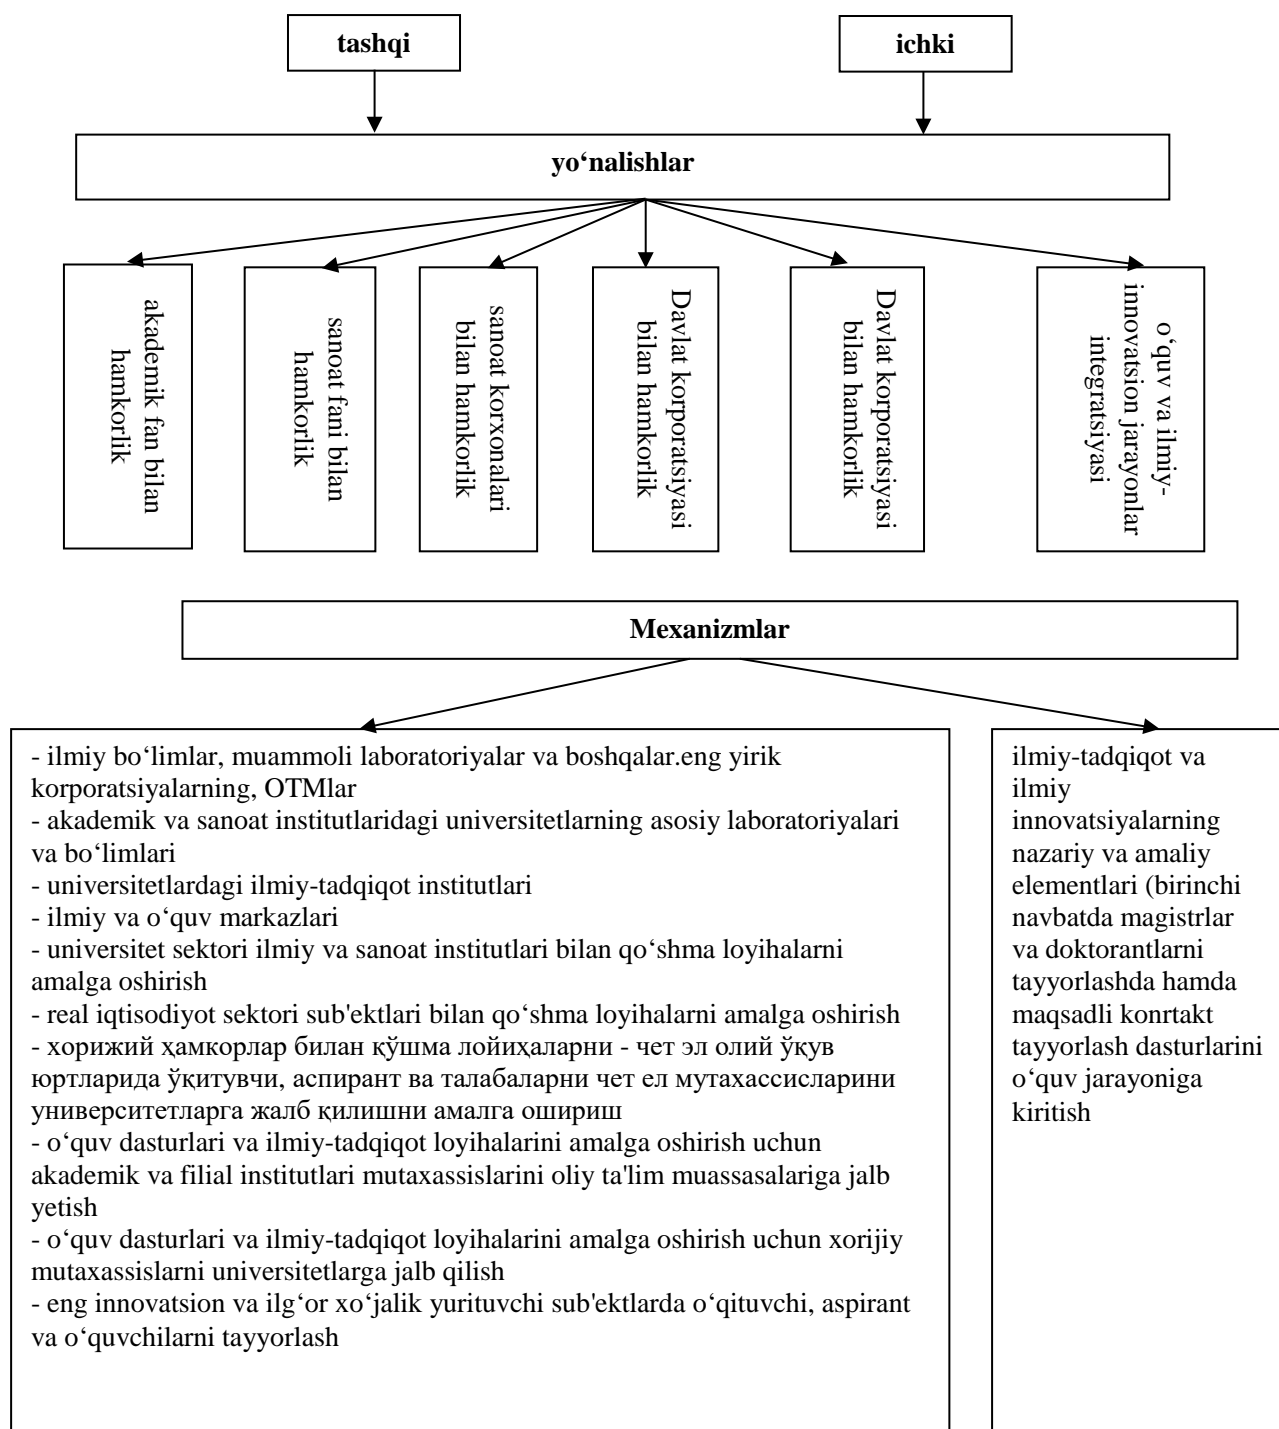 tashqi
ichki
yo‘nalishlar
akademik fan bilan
hamkorlik
sanoat fani bilan
hamkorlik
sanoat korxonalari
bilan hamkorlik
Davlat korporatsiyasi
bilan hamkorlik
Davlat korporatsiyasi
bilan hamkorlik
o‘quv va ilmiy-
innovatsion jarayonlar
integratsiyasi
Mexanizmlar
- ilmiy bo‘limlar, muammoli laboratoriyalar va boshqalar.eng yirik
korporatsiyalarning, OTMlar
- akademik va sanoat institutlaridagi universitetlarning asosiy laboratoriyalari
va bo‘limlari
- universitetlardagi ilmiy-tadqiqot institutlari
- ilmiy va o‘quv markazlari
- universitet sektori ilmiy va sanoat institutlari bilan qo‘shma loyihalarni
amalga oshirish
- real iqtisodiyot sektori sub'ektlari bilan qo‘shma loyihalarni amalga oshirish
- хорижий ҳамкорлар билан қўшма лойиҳаларни - чет эл олий ўқув
юртларида ўқитувчи, аспирант ва талабаларни чет ел мутахассисларини
университетларга жалб қилишни амалга ошириш
- o‘quv dasturlari va ilmiy-tadqiqot loyihalarini amalga oshirish uchun
akademik va filial institutlari mutaxassislarini oliy ta'lim muassasalariga jalb
yetish
- o‘quv dasturlari va ilmiy-tadqiqot loyihalarini amalga oshirish uchun xorijiy
mutaxassislarni universitetlarga jalb qilish
- eng innovatsion va ilg‘or xo‘jalik yurituvchi sub'ektlarda o‘qituvchi, aspirant
va o‘quvchilarni tayyorlash
ilmiy-tadqiqot va
ilmiy
innovatsiyalarning
nazariy va amaliy
elementlari (birinchi
navbatda magistrlar
va doktorantlarni
tayyorlashda hamda
maqsadli konrtakt
tayyorlash dasturlarini
o‘quv jarayoniga
kiritish